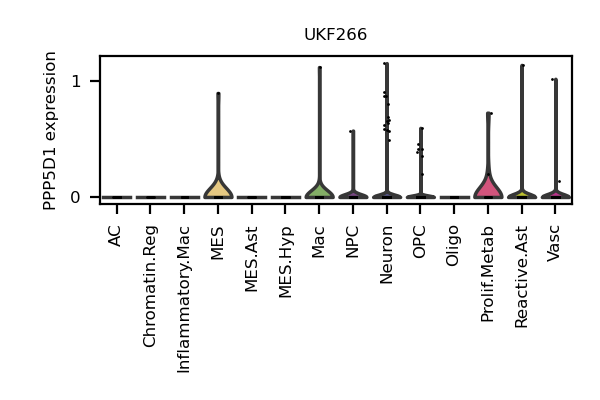 UKF266
PPP5D1 expression
1
0
AC
Chromatin.Reg
Inflammatory.Mac
MES
MES.Ast
MES.Hyp
Mac
NPC
Neuron
OPC
Oligo
Prolif.Metab
Reactive.Ast
Vasc